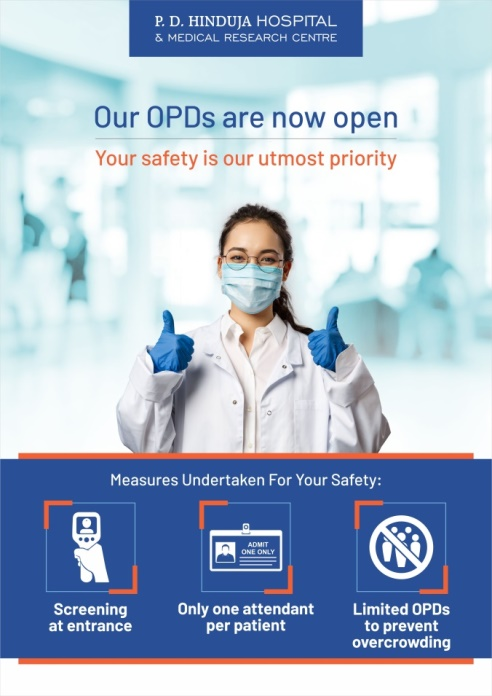 P. D. HINDUJA HOSPITAL
& MEDICAL RESEARCH CENTRE
Our OPDs are now open
Your safety is our utmost priority
Measures Undertaken For Your Safety:
ADMIT
ONE ONLY
Screening
at entrance
Only one attendant
per patient
Limited OPDs
to prevent
overcrowding